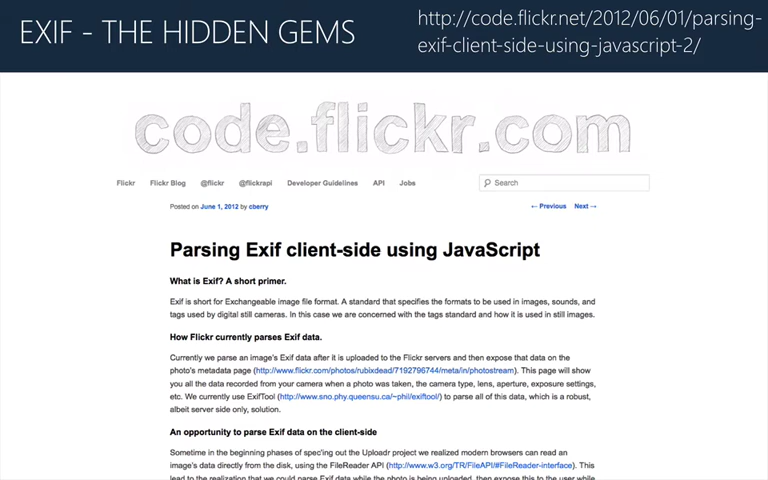 EXIF - THE HIDDEN GEMS
http://code.flickr.net/2012/06/01/parsing-
exif-client-side-using-javascript-2/
code.flickr.com
Flickr Flickr Blog @flickr @flickrapi Developer Guidelines API Jobs Search
Posted on June 1, 2012 by cberry ← Previous Next →
Parsing Exif client-side using JavaScript
What is Exif? A short primer.
Exif is short for Exchangeable image file format. A standard that specifies the formats to be used in images, sounds, and
tags used by digital still cameras. In this case we are concerned with the tags standard and how it is used in still images.
How Flickr currently parses Exif data.
Currently we parse an image's Exif data after it is uploaded to the Flickr servers and then expose that data on the
photo's metadata page (http://www.flickr.com/photos/rubixdead/7192796744/meta/in/photostream). This page will show
you all the data recorded from your camera when a photo was taken, the camera type, lens, aperture, exposure settings,
etc. We currently use ExifTool (http://www.sno.phy.queensu.ca/~phil/exiftool/) to parse all of this data, which is a robust,
albeit server side only, solution.
An opportunity to parse Exif data on the client-side
Sometime in the beginning phases of spec'ing out the Uploadr project we realized modern browsers can read an
image's data directly from the disk, using the FileReader API (http://www.w3.org/TR/FileAPI/#FileReader-interface). This
lead to the realization that we could parse Exif data while the photo is being uploaded, then expose this to the user while